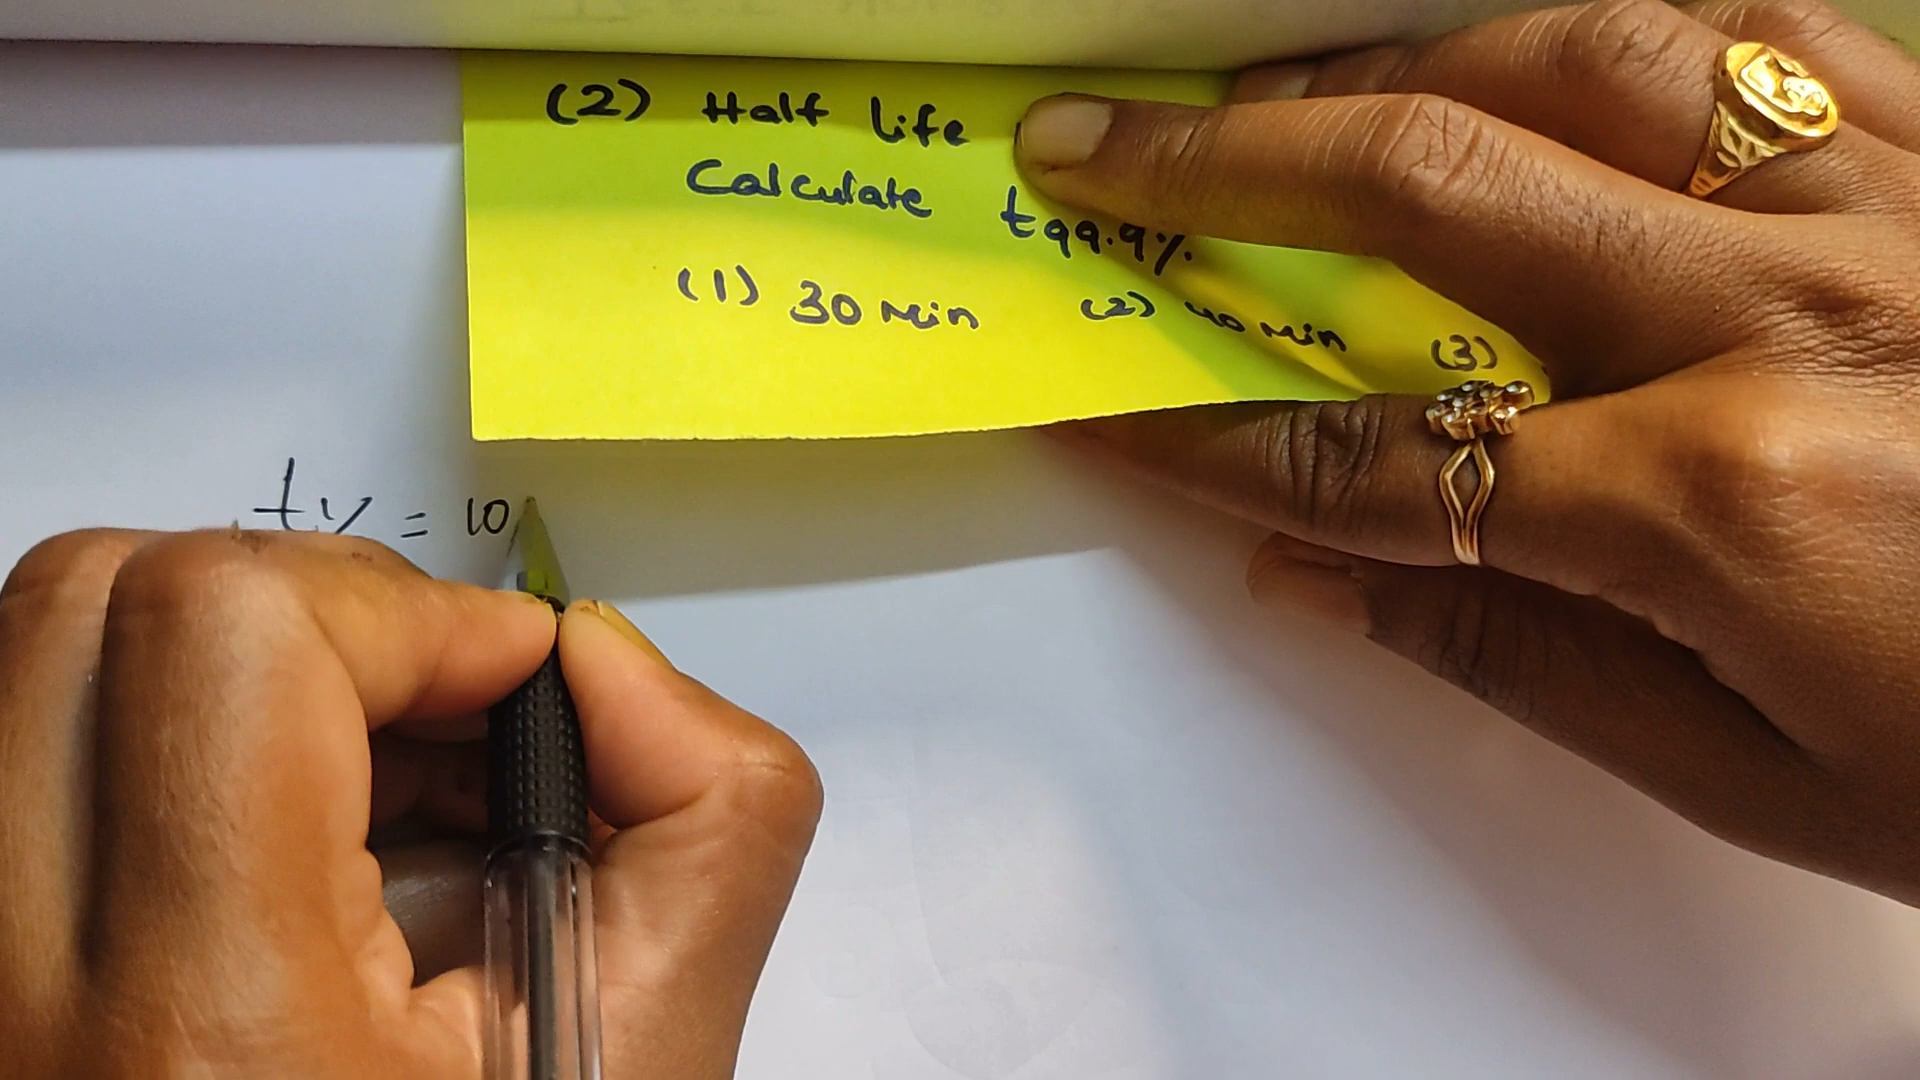 (2) Half life
Calculate t99.9%.
(1) 30 Min (2) 40 Min (3)
t½ = 10